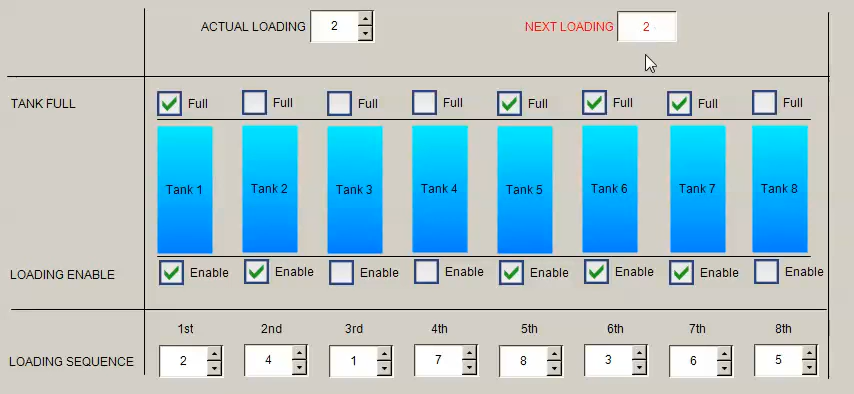 ACTUAL LOADING 2 NEXT LOADING 2
TANK FULL Full Full Full Full Full Full Full Full
Tank 1 Tank 2 Tank 3 Tank 4 Tank 5 Tank 6 Tank 7 Tank 8
LOADING ENABLE Enable Enable Enable Enable Enable Enable Enable Enable
1st 2nd 3rd 4th 5th 6th 7th 8th
LOADING SEQUENCE 2 4 1 7 8 3 6 5